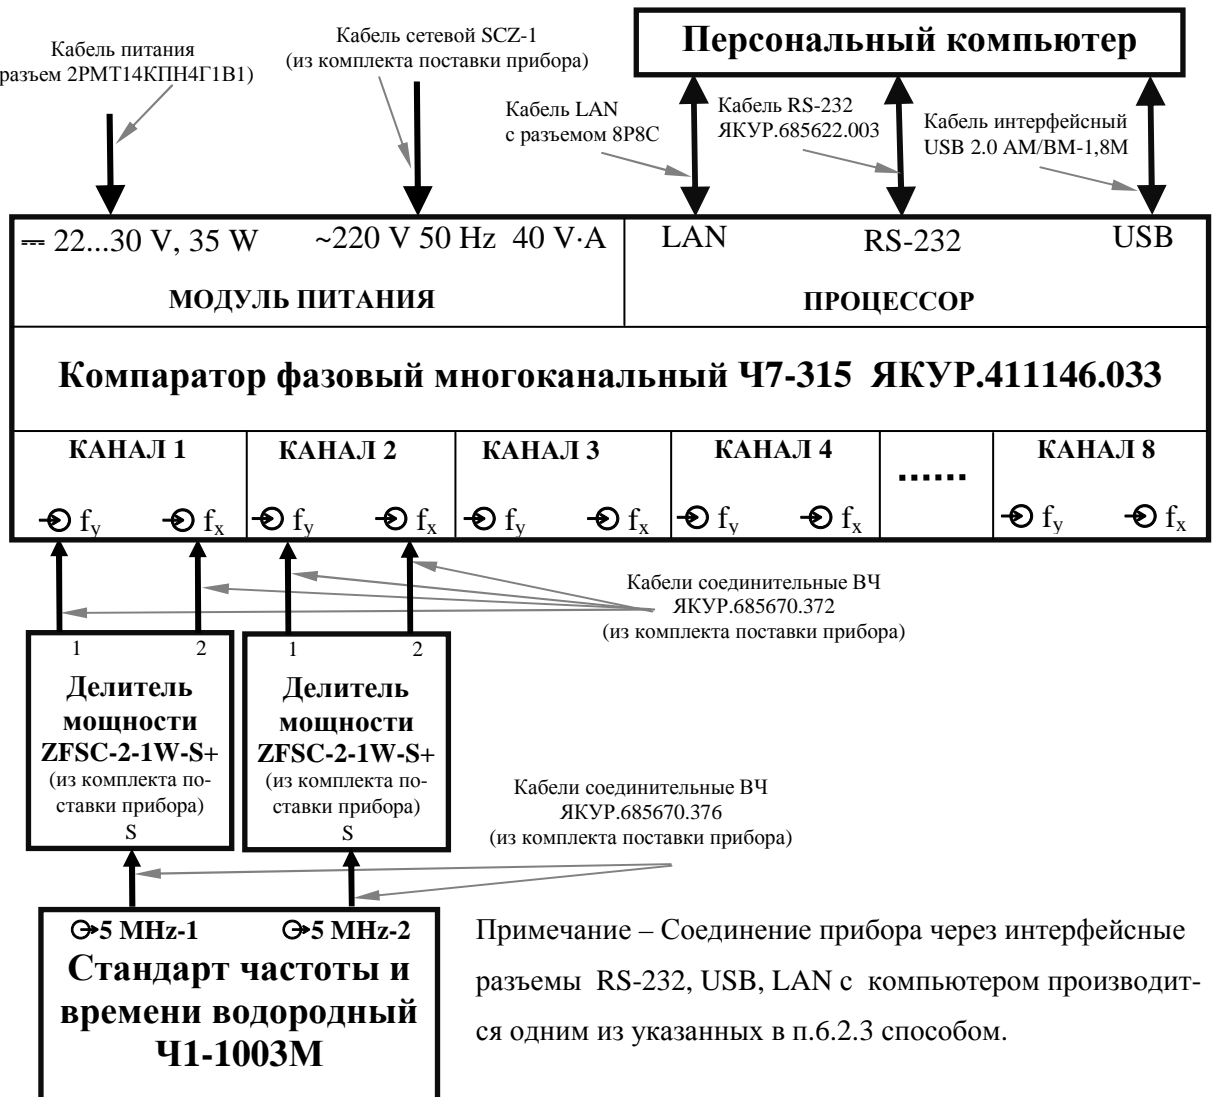 Кабель питания
разъем 2РМТ14КПН4Г1В1)
Кабель сетевой SCZ-1
(из комплекта поставки прибора)
Персональный компьютер
Кабель LAN
с разъемом 8P8C
Кабель RS-232
ЯКУР.685622.003
Кабель интерфейсный
USB 2.0 AM/BM-1,8M
⎓ 22...30 V, 35 W
~220 V 50 Hz 40 V·A
LAN
RS-232
USB
МОДУЛЬ ПИТАНИЯ
ПРОЦЕССОР
Компаратор фазовый многоканальный Ч7-315 ЯКУР.411146.033
КАНАЛ 1
КАНАЛ 2
КАНАЛ 3
КАНАЛ 4
......
КАНАЛ 8
fy
fx
fy
fx
fy
fx
fy
fx
fy
fx
Кабели соединительные ВЧ
ЯКУР.685670.372
(из комплекта поставки прибора)
1
2
Делитель
мощности
ZFSC-2-1W-S+
(из комплекта по-
ставки прибора)
S
1
2
Делитель
мощности
ZFSC-2-1W-S+
(из комплекта по-
ставки прибора)
S
Кабели соединительные ВЧ
ЯКУР.685670.376
(из комплекта поставки прибора)
5 MHz-1
5 MHz-2
Стандарт частоты и
времени водородный
Ч1-1003М
Примечание – Соединение прибора через интерфейсные
разъемы RS-232, USB, LAN с компьютером производит-
ся одним из указанных в п.6.2.3 способом.